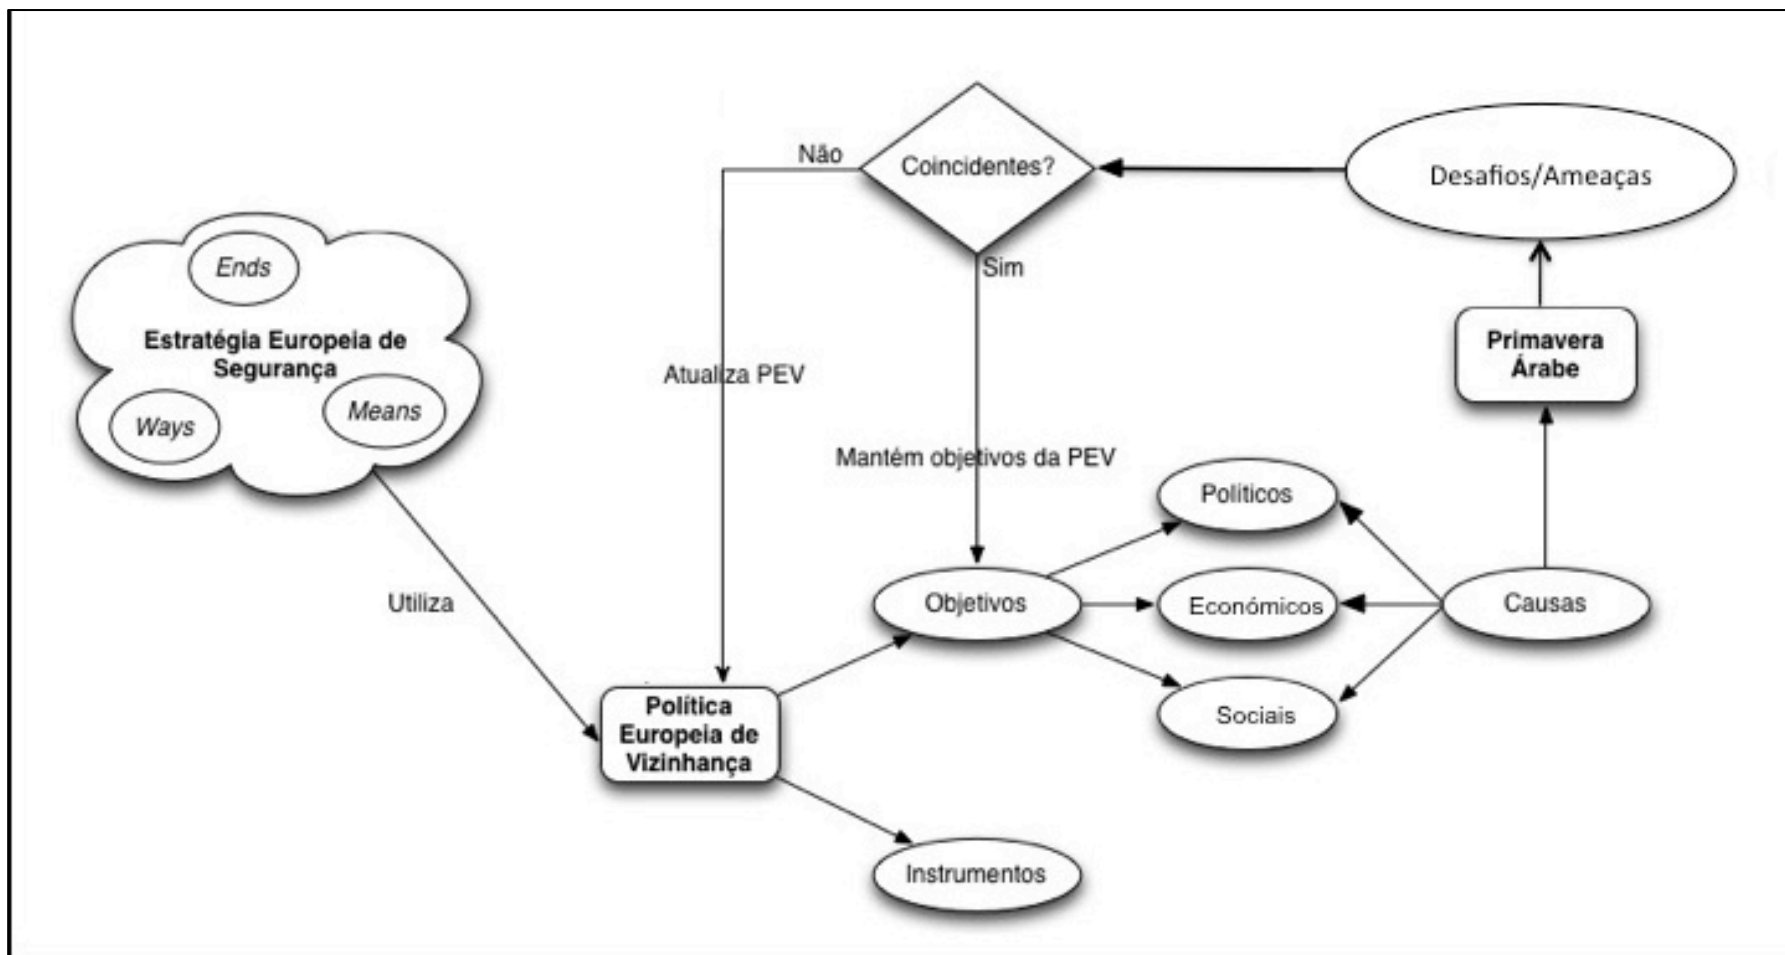 Não
Coincidentes?
Desafios/Ameaças
Sim
Ends
Estratégia Europeia de
Segurança
Ways
Means
Primavera
Árabe
Atualiza PEV
Mantém objetivos da PEV
Políticos
Utiliza
Objetivos
Económicos
Causas
Sociais
Política
Europeia de
Vizinhança
Instrumentos